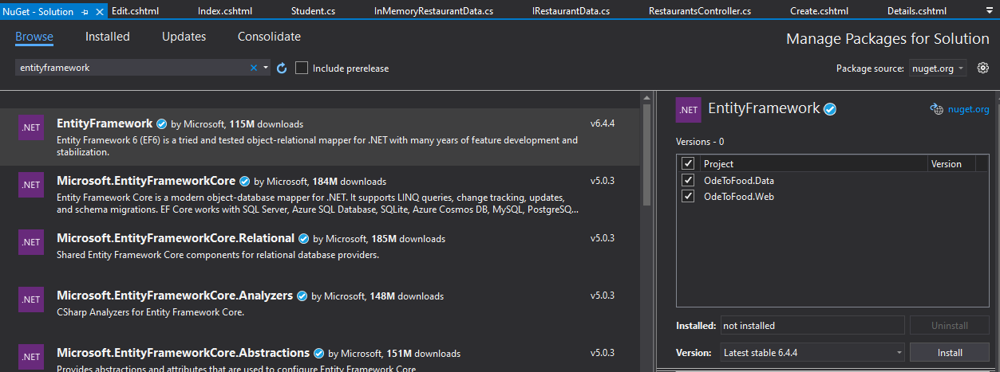 NuGet - Solution
Edit.cshtml
Index.cshtml
Student.cs
InMemoryRestaurantData.cs
IRestaurantData.cs
RestaurantsController.cs
Create.cshtml
Details.cshtml
Browse
Installed
Updates
Consolidate
Manage Packages for Solution
entityframework
Include prerelease
Package source: nuget.org
.NET
EntityFramework by Microsoft, 115M downloads
v6.4.4
Entity Framework 6 (EF6) is a tried and tested object-relational mapper for .NET with many years of feature development and
stabilization.
.NET
Microsoft.EntityFrameworkCore by Microsoft, 184M downloads
v5.0.3
Entity Framework Core is a modern object-database mapper for .NET. It supports LINQ queries, change tracking, updates,
and schema migrations. EF Core works with SQL Server, Azure SQL Database, SQLite, Azure Cosmos DB, MySQL, PostgreSQ...
.NET
Microsoft.EntityFrameworkCore.Relational by Microsoft, 185M downloads
v5.0.3
Shared Entity Framework Core components for relational database providers.
.NET
Microsoft.EntityFrameworkCore.Analyzers by Microsoft, 148M downloads
v5.0.3
CSharp Analyzers for Entity Framework Core.
.NET
Microsoft.EntityFrameworkCore.Abstractions by Microsoft, 151M downloads
v5.0.3
Provides abstractions and attributes that are used to configure Entity Framework Core
.NET
EntityFramework
nuget.org
Versions - 0
Project
Version
OdeToFood.Data
OdeToFood.Web
Installed: not installed
Uninstall
Version: Latest stable 6.4.4
Install